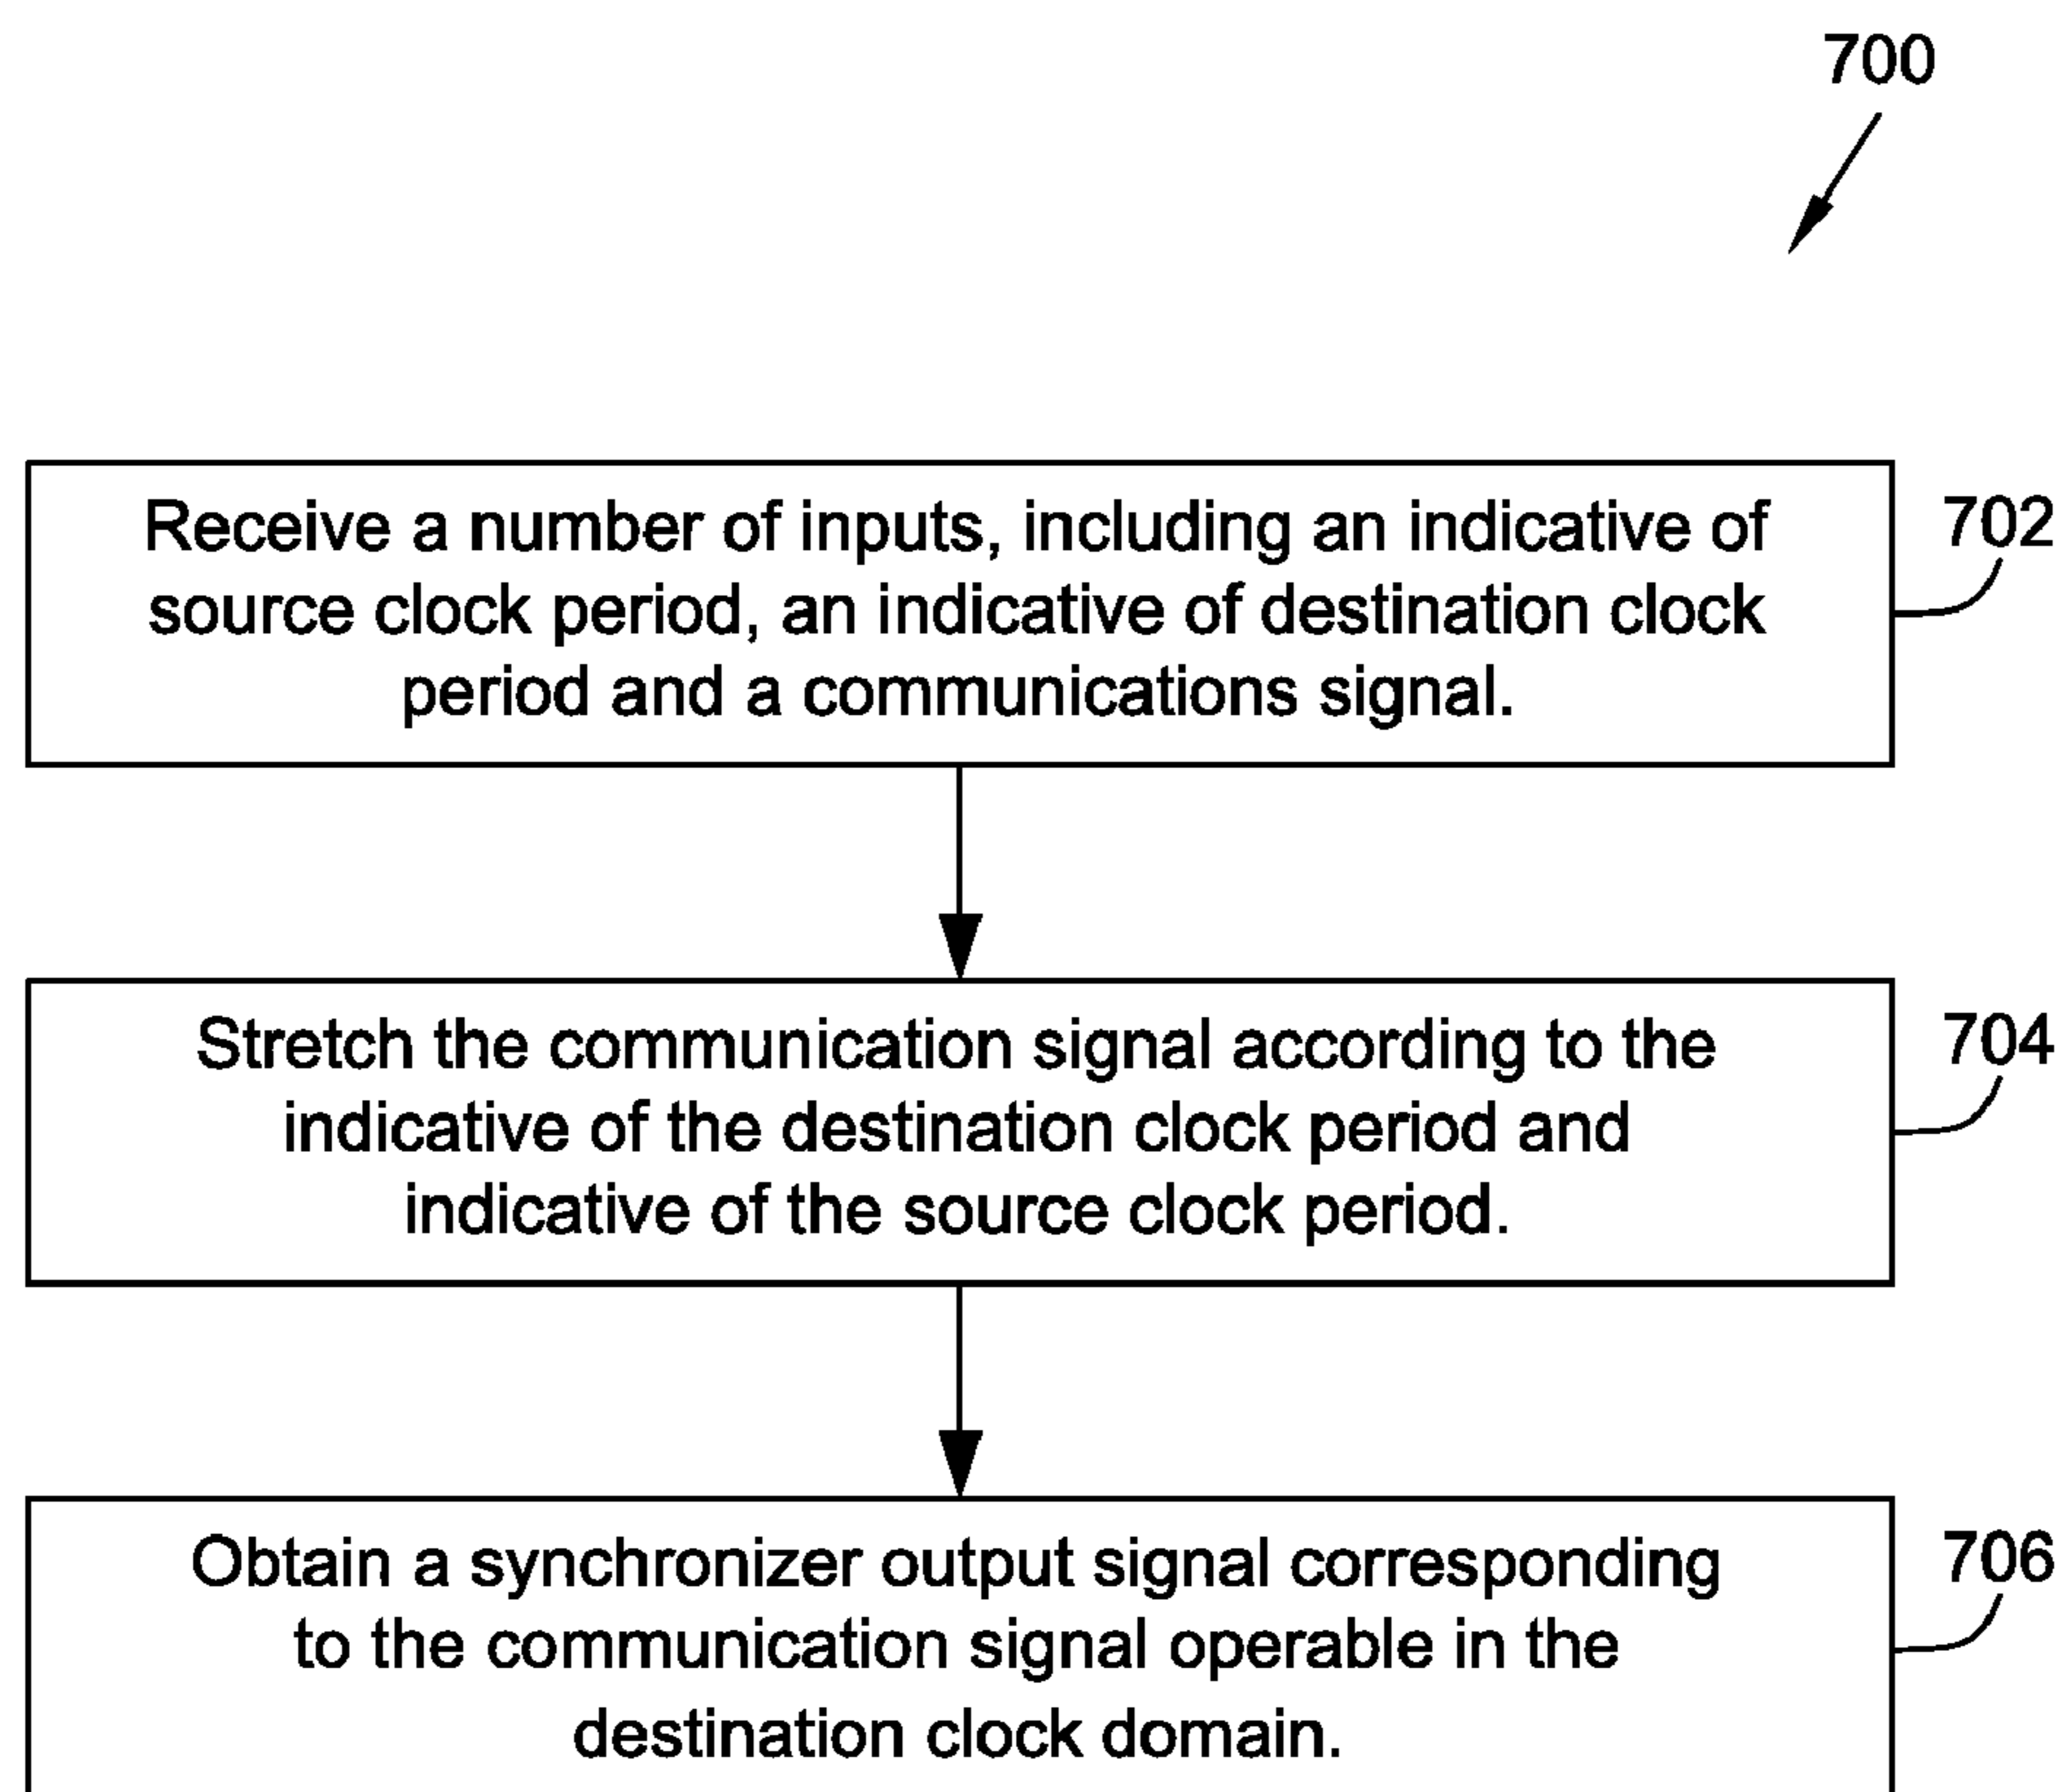 700
Receive a number of inputs, including an indicative of
source clock period, an indicative of destination clock
period and a communications signal.
702
Stretch the communication signal according to the
indicative of the destination clock period and
indicative of the source clock period.
704
Obtain a synchronizer output signal corresponding
to the communication signal operable in the
destination clock domain.
706